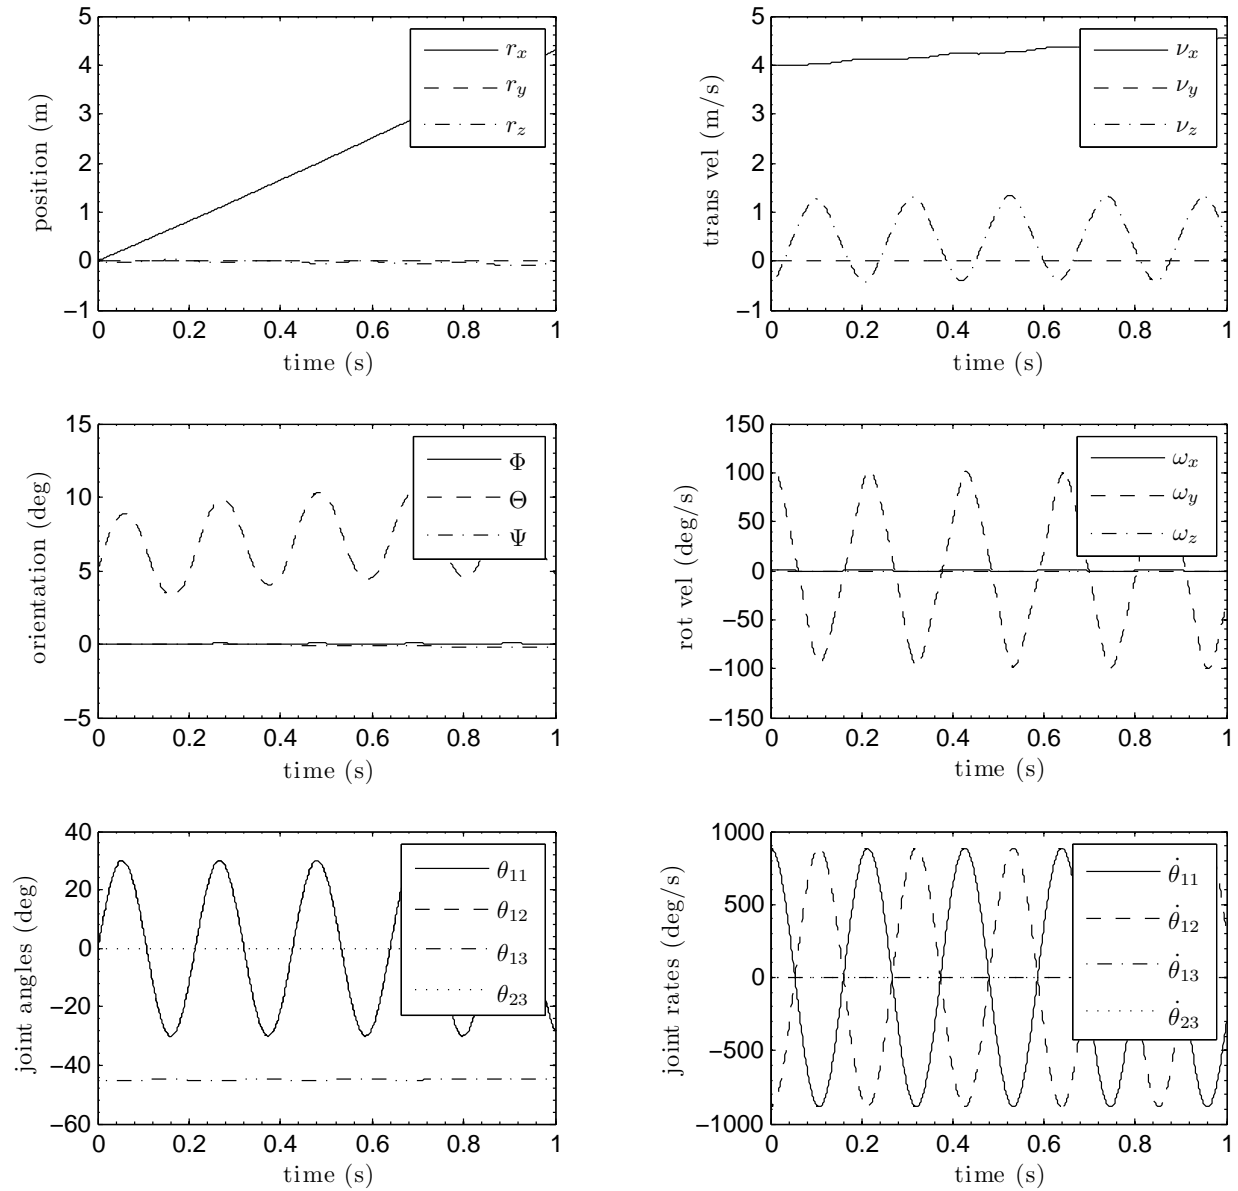 5
4
3
2
1
0
−1
position (m)
r_x
r_y
r_z
0 0.2 0.4 0.6 0.8 1
time (s)
5
4
3
2
1
0
−1
trans vel (m/s)
ν_x
ν_y
ν_z
0 0.2 0.4 0.6 0.8 1
time (s)
15
10
5
0
−5
orientation (deg)
Φ
Θ
Ψ
0 0.2 0.4 0.6 0.8 1
time (s)
150
100
50
0
−50
−100
−150
rot vel (deg/s)
ω_x
ω_y
ω_z
0 0.2 0.4 0.6 0.8 1
time (s)
40
20
0
−20
−40
−60
joint angles (deg)
θ_11
θ_12
θ_13
θ_23
0 0.2 0.4 0.6 0.8 1
time (s)
1000
500
0
−500
−1000
joint rates (deg/s)
θ̇_11
θ̇_12
θ̇_13
θ̇_23
0 0.2 0.4 0.6 0.8 1
time (s)